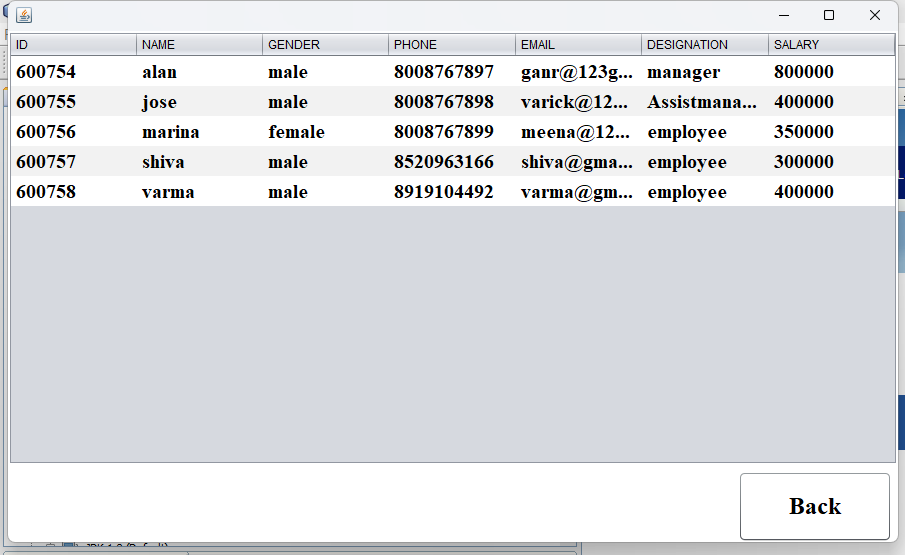 ID NAME GENDER PHONE EMAIL DESIGNATION SALARY
600754 alan male 8008767897 ganr@123g... manager 800000
600755 jose male 8008767898 varick@12... Assistmana... 400000
600756 marina female 8008767899 meena@12... employee 350000
600757 shiva male 8520963166 shiva@gma... employee 300000
600758 varma male 8919104492 varma@gm... employee 400000
Back